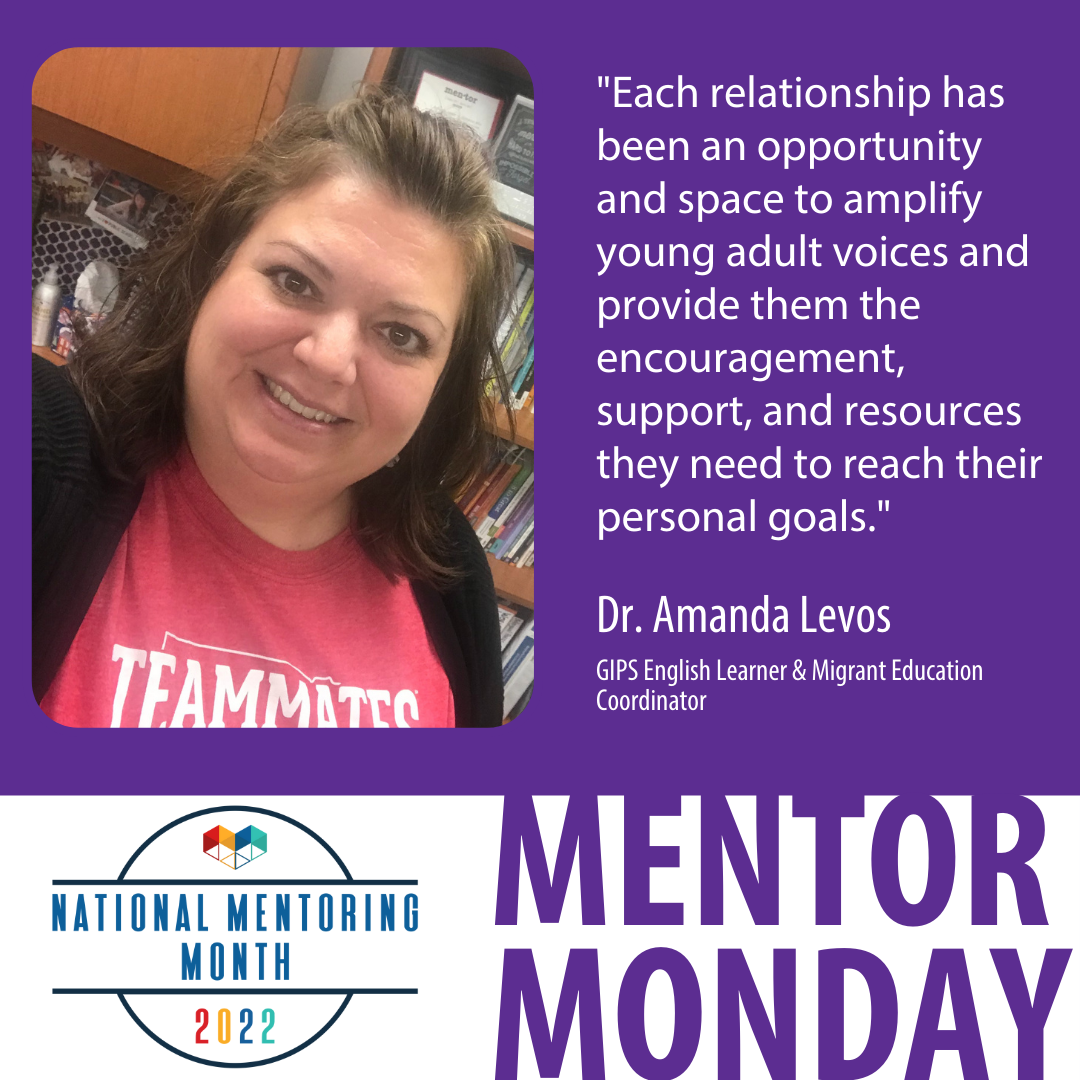 "Each relationship has
been an opportunity
and space to amplify
young adult voices and
provide them the
encouragement,
support, and resources
they need to reach their
personal goals."
Dr. Amanda Levos
GIPS English Learner & Migrant Education
Coordinator
mentor
TEAMMATES
NATIONAL MENTORING
MONTH
2022
MENTOR
MONDAY